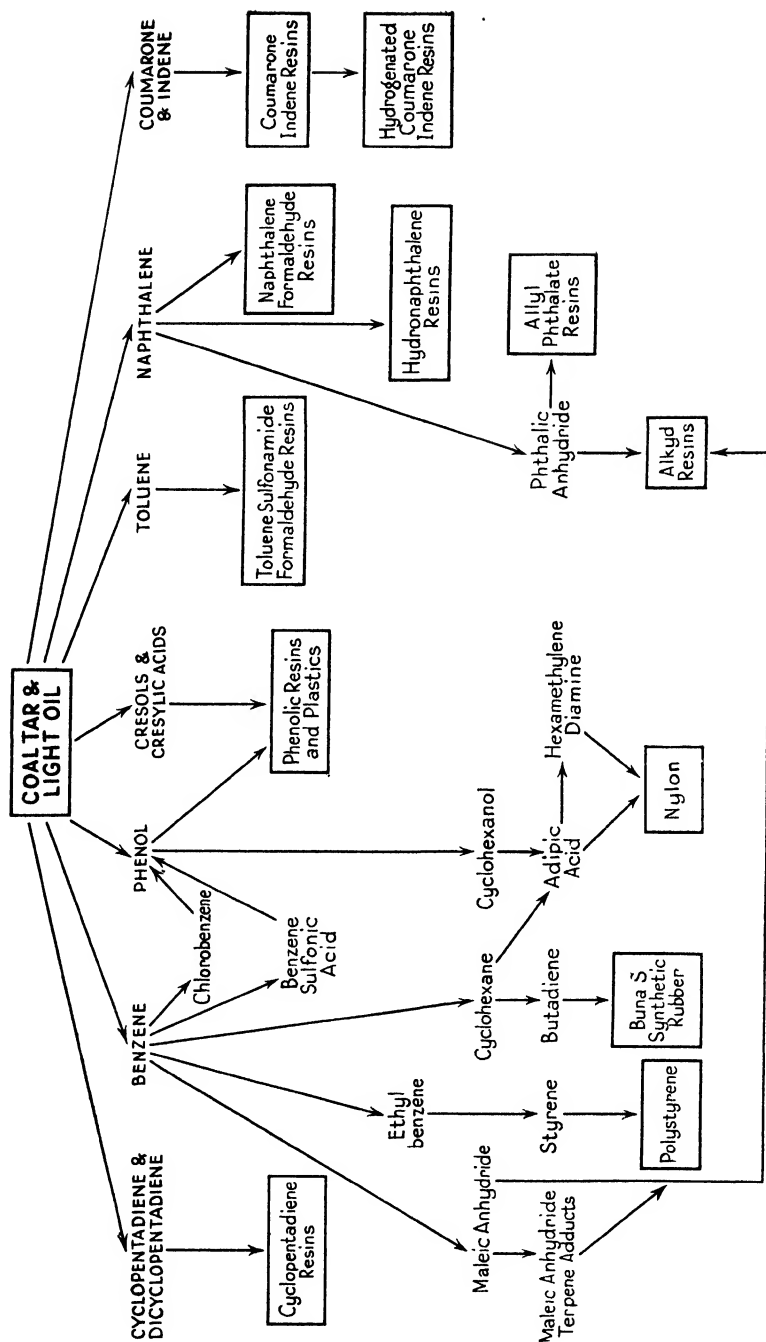 COAL TAR &
LIGHT OIL
CYCLOPENTADIENE &
DICYCLOPENTADIENE
BENZENE
PHENOL
CRESOLS &
CRESYLIC ACIDS
TOLUENE
NAPHTHALENE
COUMARONE
& INDENE
Chlorobenzene
Benzene
Sulfonic
Acid
Cyclopentadiene
Resins
Phenolic Resins
and Plastics
Toluene Sulfonamide
Formaldehyde Resins
Naphthalene
Formaldehyde
Resins
Coumarone
Indene Resins
Hydronaphthalene
Resins
Hydrogenated
Coumarone
Indene Resins
Ethyl
benzene
Maleic Anhydride
Cyclohexane
Cyclohexanol
Maleic Anhydride
Terpene Adducts
Styrene
Butadiene
Adipic
Acid
Hexamethylene
Diamine
Phthalic
Anhydride
Allyl
Phthalate
Resins
Polystyrene
Buna S
Synthetic
Rubber
Nylon
Alkyd
Resins